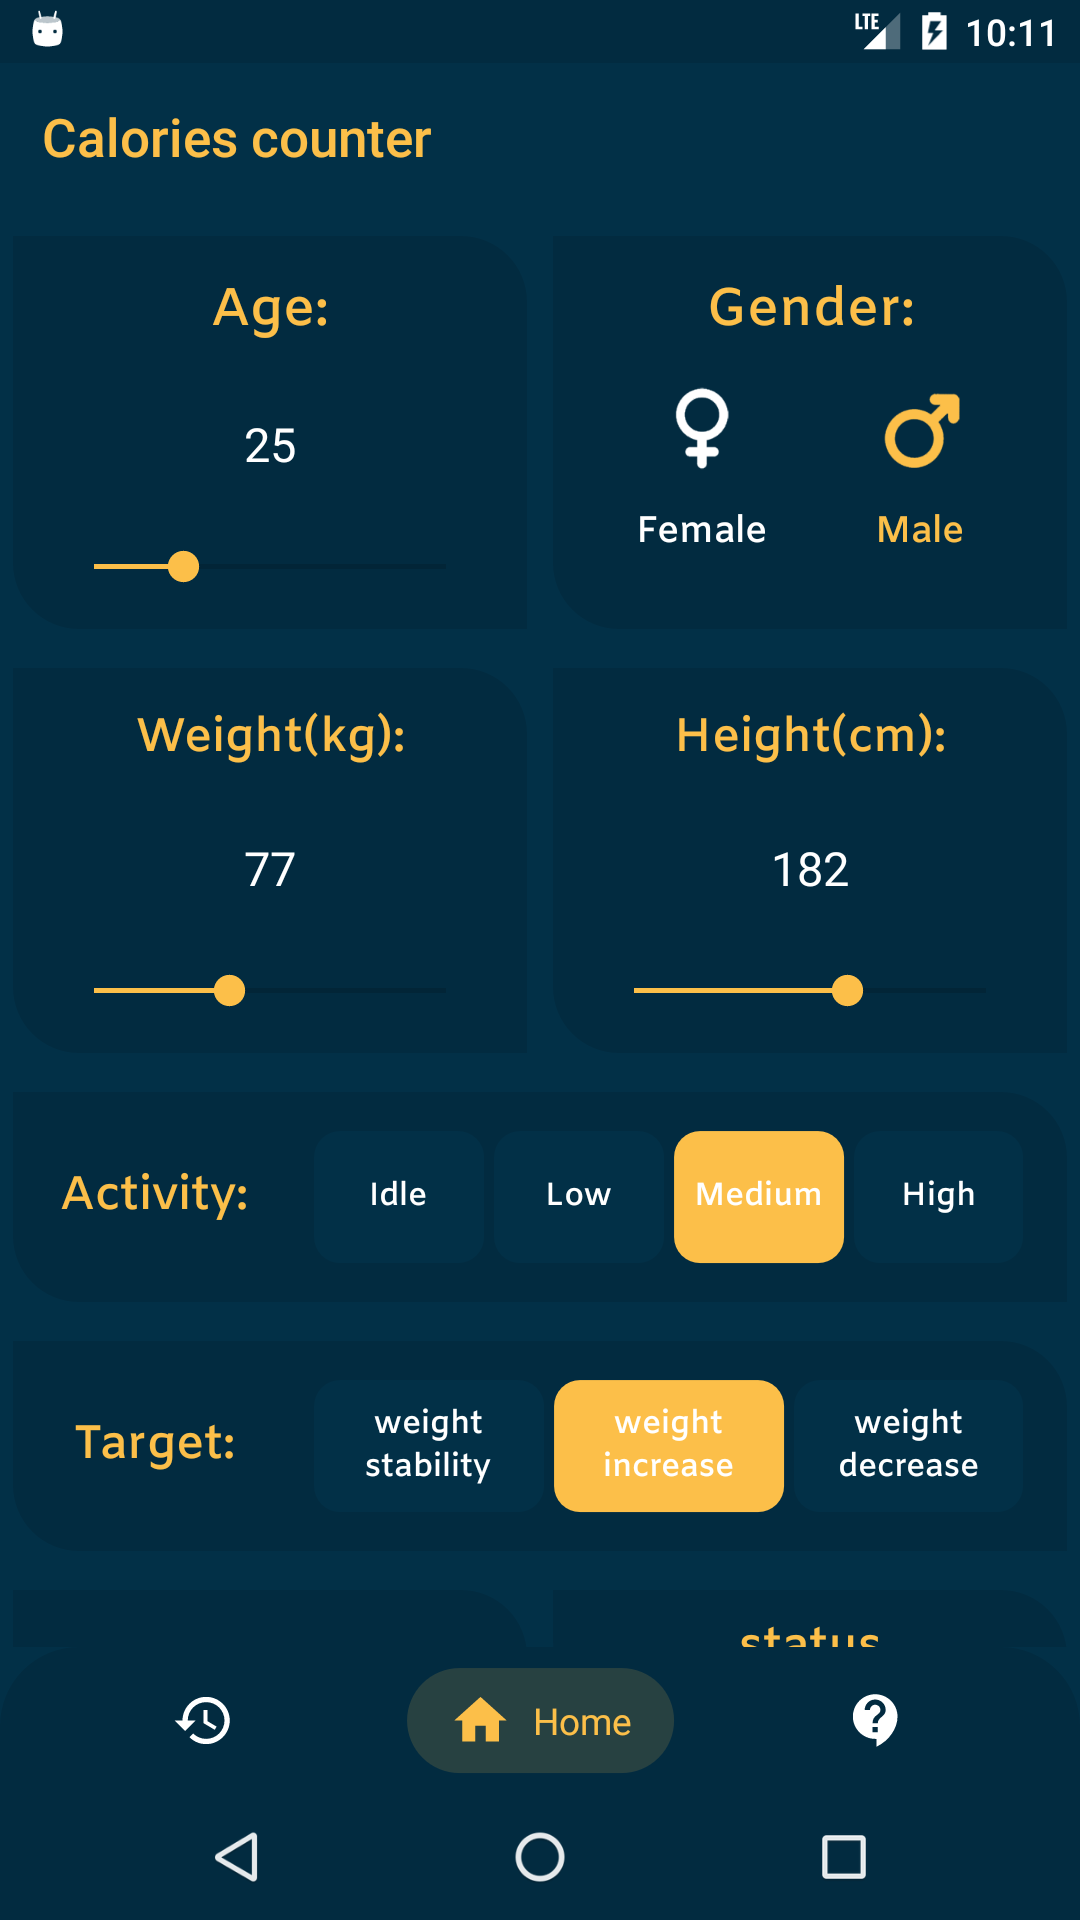 LTE 10:11
Calories counter
Age:
25
Gender:
Female Male
Weight(kg):
77
Height(cm):
182
Activity: Idle Low Medium High
Target: weight stability weight increase weight decrease
status
Home